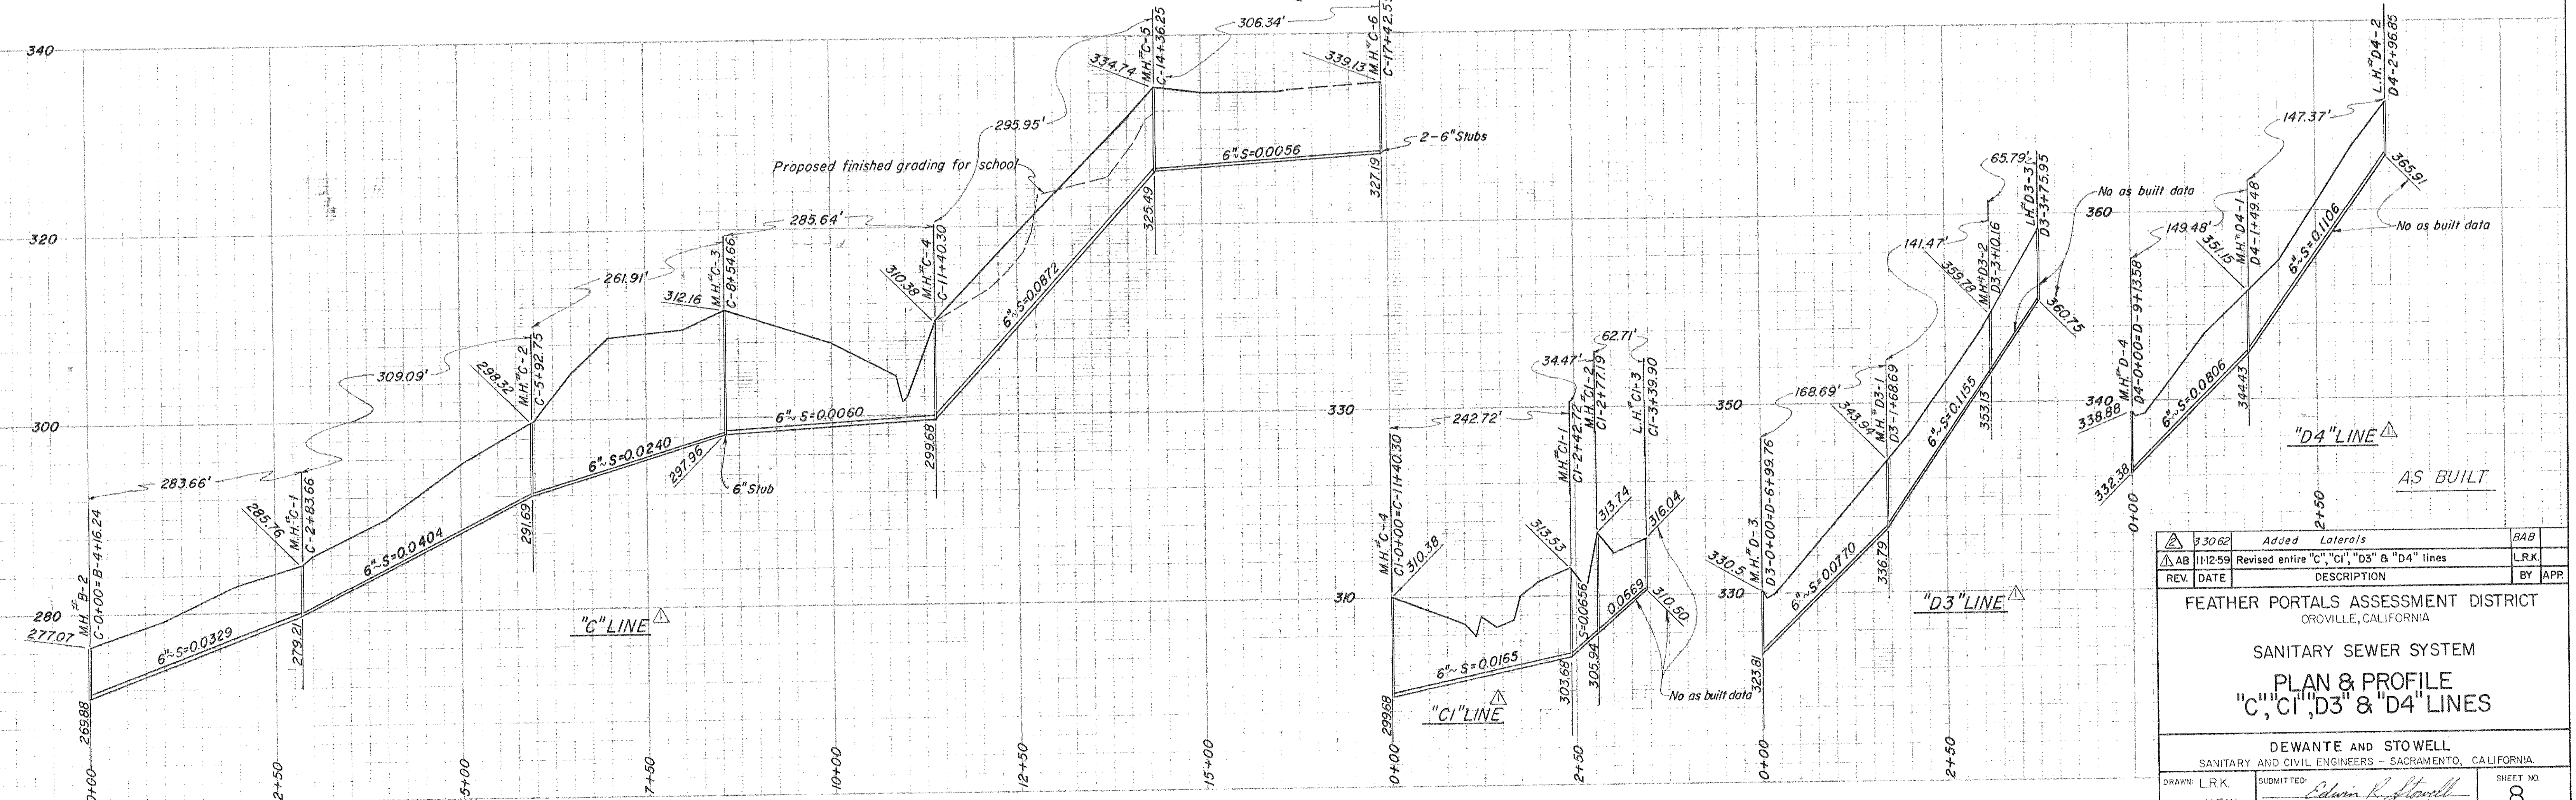 340
320
300
280
M.H.#B-2
C-0+00=B-4+16.24
277.07
269.88
283.66'
6"~S=0.0329
285.76
M.H.#C-1
C-2+83.66
279.21
309.09'
6"~S=0.0404
298.32
M.H.#C-2
C-5+92.75
291.69
261.91'
6"~S=0.0240
312.16
M.H.#C-3
C-8+54.66
297.96
6"Stub
285.64'
6"~S=0.0060
310.38
M.H.#C-4
C-11+40.30
299.68
295.95'
Proposed finished grading for school
6"~S=0.0872
334.74
M.H.#C-5
C-14+36.25
325.49
306.34'
6"~S=0.0056
339.13
M.H.#C-6
327.19
2-6"Stubs
"C" LINE 1
0+00
2+50
5+00
7+50
10+00
12+50
15+00
330
310
M.H.#C-4
C1-0+00=C-11+40.30
310.38
299.68
242.72'
6"~S=0.0165
313.53
M.H.#C1-1
C1-2+42.72
303.68
34.47'
S=0.0656
M.H.#C1-2
C1-2+77.19
313.74
305.94
62.71'
0.0669
L.H.#C1-3
C1-3+39.90
316.04
310.50
No as built data
"C1" LINE 1
0+00
2+50
350
330
330.5
M.H.#D-3
D3-0+00=D-6+99.76
323.81
168.69'
6"~S=0.0770
343.94
M.H.#D3-1
D3-1+68.69
336.79
141.47'
6"~S=0.1155
359.78
M.H.#D3-2
D3-3+10.16
353.13
65.79'
L.H.#D3-3
D3-3+75.95
360.75
No as built data
"D3" LINE 1
0+00
2+50
360
340
338.88
M.H.#D-4
D4-0+00=D-9+13.58
332.38
149.48'
6"~S=0.0806
351.15
M.H.#D4-1
D4-1+49.48
344.43
147.37'
6"~S=0.1106
L.H.#D4-2
D4-2+96.85
365.91
No as built data
"D4" LINE 1
0+00
2+50
AS BUILT
2 33062 Added Laterals BAB
1 AB 11-12-59 Revised entire "C","C1","D3" & "D4" lines L.R.K.
REV. DATE DESCRIPTION BY APP.
FEATHER PORTALS ASSESSMENT DISTRICT
OROVILLE, CALIFORNIA.
SANITARY SEWER SYSTEM
PLAN & PROFILE
"C","C1","D3" & "D4" LINES
DEWANTE AND STOWELL
SANITARY AND CIVIL ENGINEERS - SACRAMENTO, CALIFORNIA.
DRAWN: L.R.K. SUBMITTED: Edwin R. Stowell SHEET NO.
8